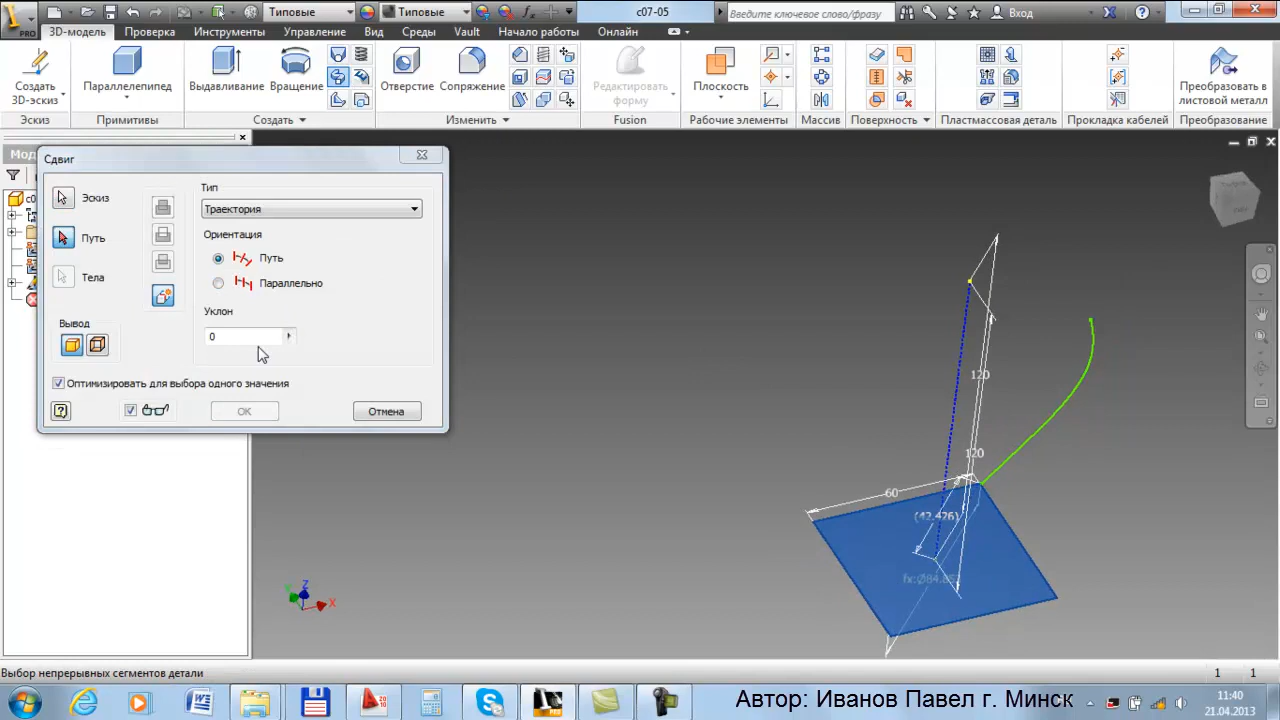 Типовые
Типовые
fx
c07-05
Введите ключевое слово/фразу
Вход
PRO
3D-модель
Проверка
Инструменты
Управление
Вид
Среды
Vault
Начало работы
Онлайн
Создать
3D-эскиз
Параллелепипед
Выдавливание
Вращение
Отверстие
Сопряжение
Редактировать
форму
Плоскость
Преобразовать в
листовой металл
Эскиз
Примитивы
Создать
Изменить
Fusion
Рабочие элементы
Массив
Поверхность
Пластмассовая деталь
Прокладка кабелей
Преобразование
Сдвиг
Эскиз
Путь
Тела
Вывод
Тип
Траектория
Ориентация
Путь
Параллельно
Уклон
0
Оптимизировать для выбора одного значения
OK
Отмена
120
120
60
(42.426)
X
Z
Выбор непрерывных сегментов детали
1
1
Автор: Иванов Павел г. Минск
11:40
21.04.2013